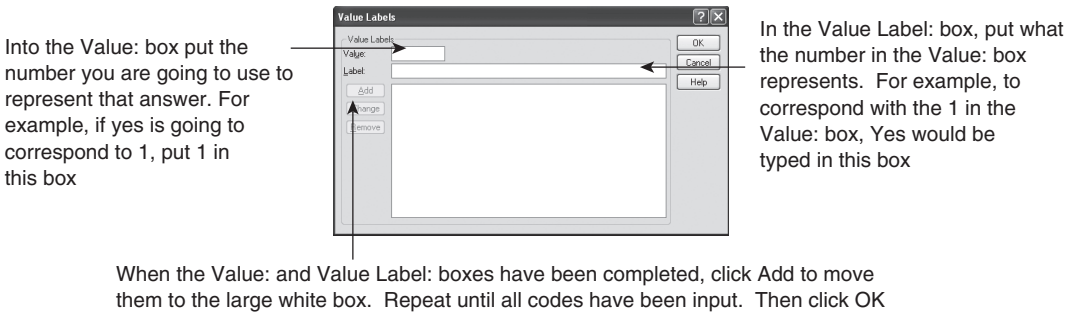 Into the Value: box put the
number you are going to use to
represent that answer. For
example, if yes is going to
correspond to 1, put 1 in
this box
Value Labels
Value Labels
Value:
Label:
Add
Change
Remove
OK
Cancel
Help
In the Value Label: box, put what
the number in the Value: box
represents. For example, to
correspond with the 1 in the
Value: box, Yes would be
typed in this box
When the Value: and Value Label: boxes have been completed, click Add to move
them to the large white box. Repeat until all codes have been input. Then click OK